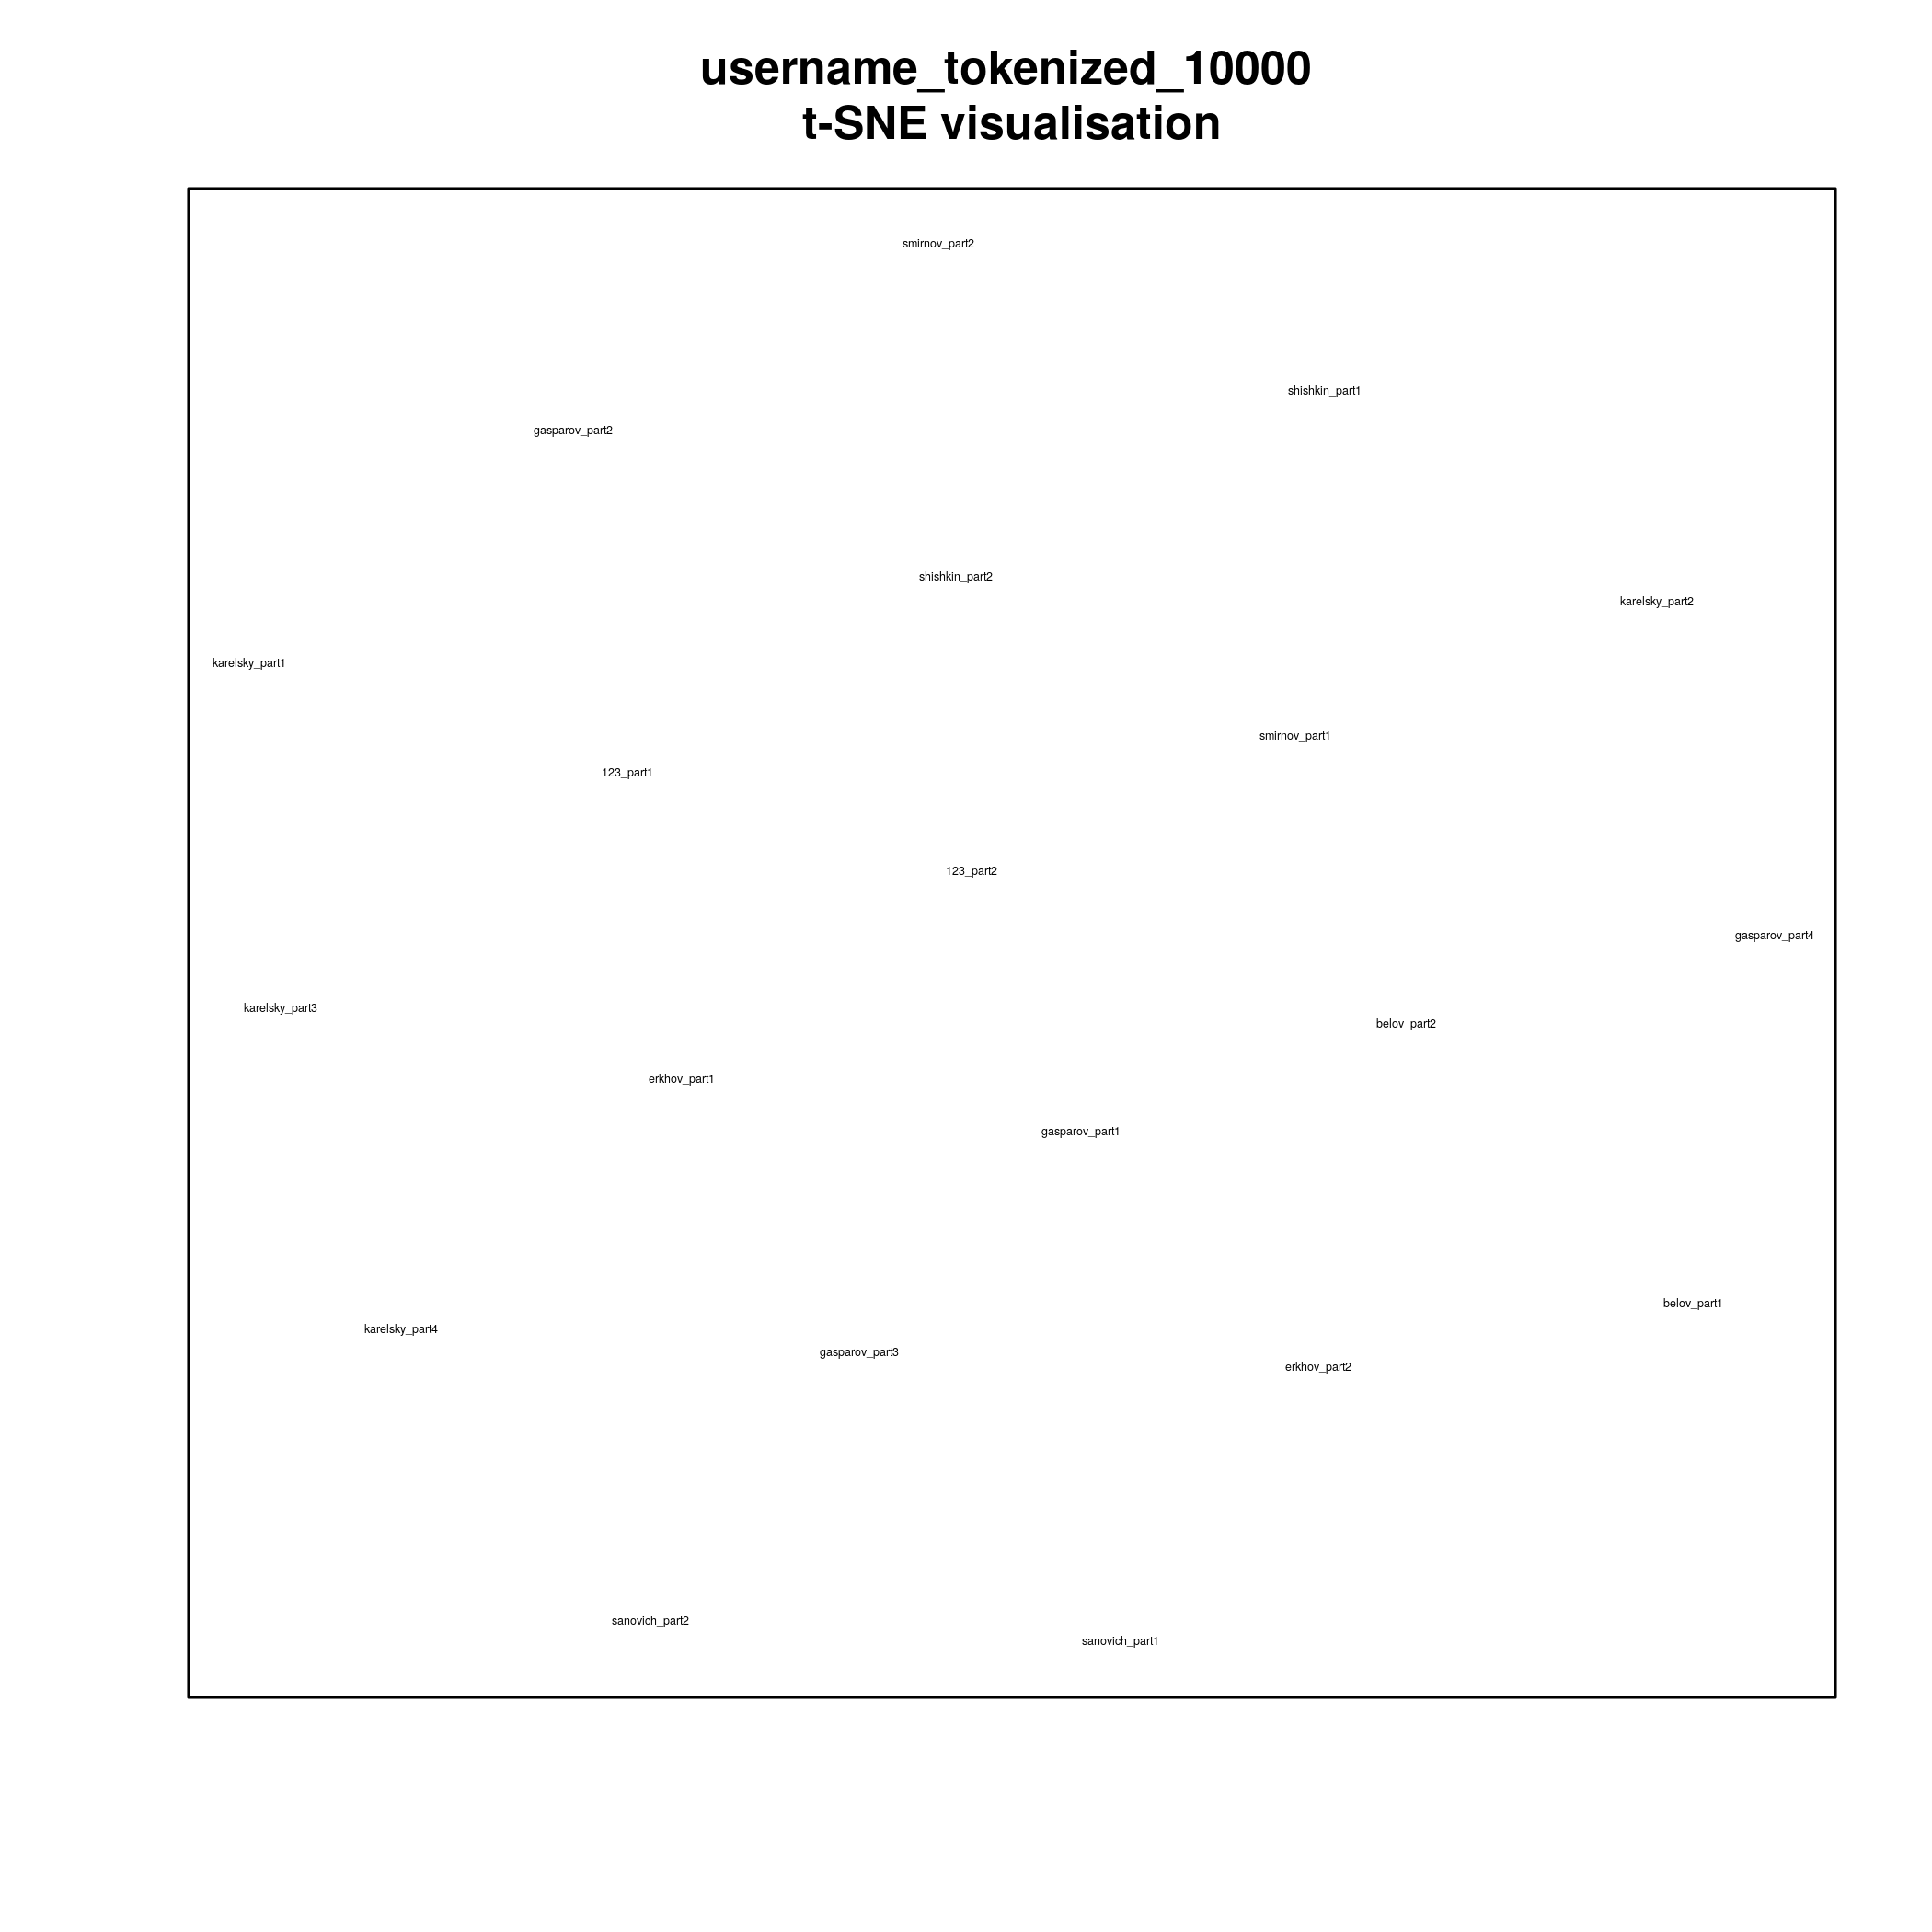 username_tokenized_10000
t-SNE visualisation
smirnov_part2
shishkin_part1
gasparov_part2
shishkin_part2
karelsky_part2
karelsky_part1
smirnov_part1
123_part1
123_part2
gasparov_part4
karelsky_part3
belov_part2
erkhov_part1
gasparov_part1
belov_part1
karelsky_part4
gasparov_part3
erkhov_part2
sanovich_part2
sanovich_part1